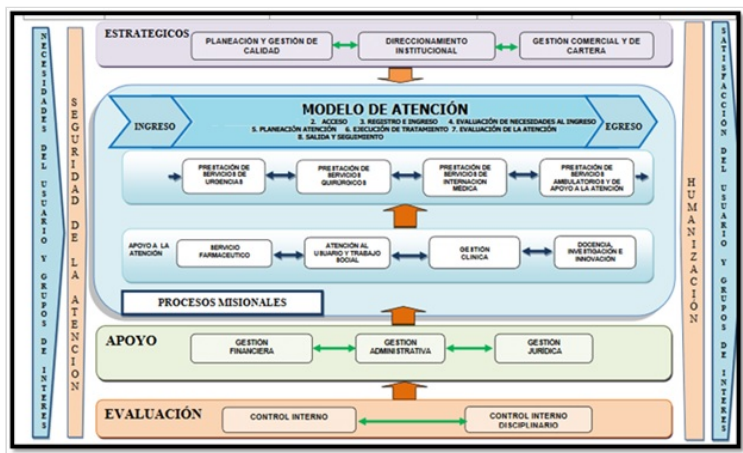 ESTRATEGICOS
PLANEACIÓN Y GESTIÓN DE
CALIDAD
DIRECCIONAMIENTO
INSTITUCIONAL
GESTIÓN COMERCIAL Y DE
CARTERA
NECESIDADES DEL USUARIO Y GRUPOS DE INTERES
SEGURIDAD DE LA ATENCION
MODELO DE ATENCIÓN
INGRESO
2. ACCESO 3. REGISTRO E INGRESO 4. EVALUACIÓN DE NECESIDADES AL INGRESO
5. PLANEACIÓN ATENCIÓN 6. EJECUCIÓN DE TRATAMIENTO 7. EVALUACIÓN DE LA ATENCIÓN
8. SALIDA Y SEGUIMIENTO
EGRESO
PRESTACIÓN DE
SERVICIOS DE
URGENCIAS
PRESTACIÓN DE
SERVICIOS
QUIRÚRGICOS
PRESTACIÓN DE
SERVICIOS DE
INTERNACION
MÉDICA
PRESTACIÓN DE
SERVICIOS
AMBULATORIOS Y DE
APOYO A LA ATENCIÓN
APOYO A LA
ATENCIÓN
SERVICIO
FARMACEUTICO
ATENCIÓN AL
USUARIO Y TRABAJO
SOCIAL
GESTIÓN
CLINICA
DOCENCIA,
INVESTIGACIÓN E
INNOVACIÓN
PROCESOS MISIONALES
APOYO
GESTIÓN
FINANCIERA
GESTION
ADMINISTRATIVA
GESTIÓN
JURÍDICA
EVALUACIÓN
CONTROL INTERNO
CONTROL INTERNO
DISCIPLINARIO
HUMANIZACIÓN
SATISFACCIÓN DEL USUARIO Y GRUPOS DE INTERES